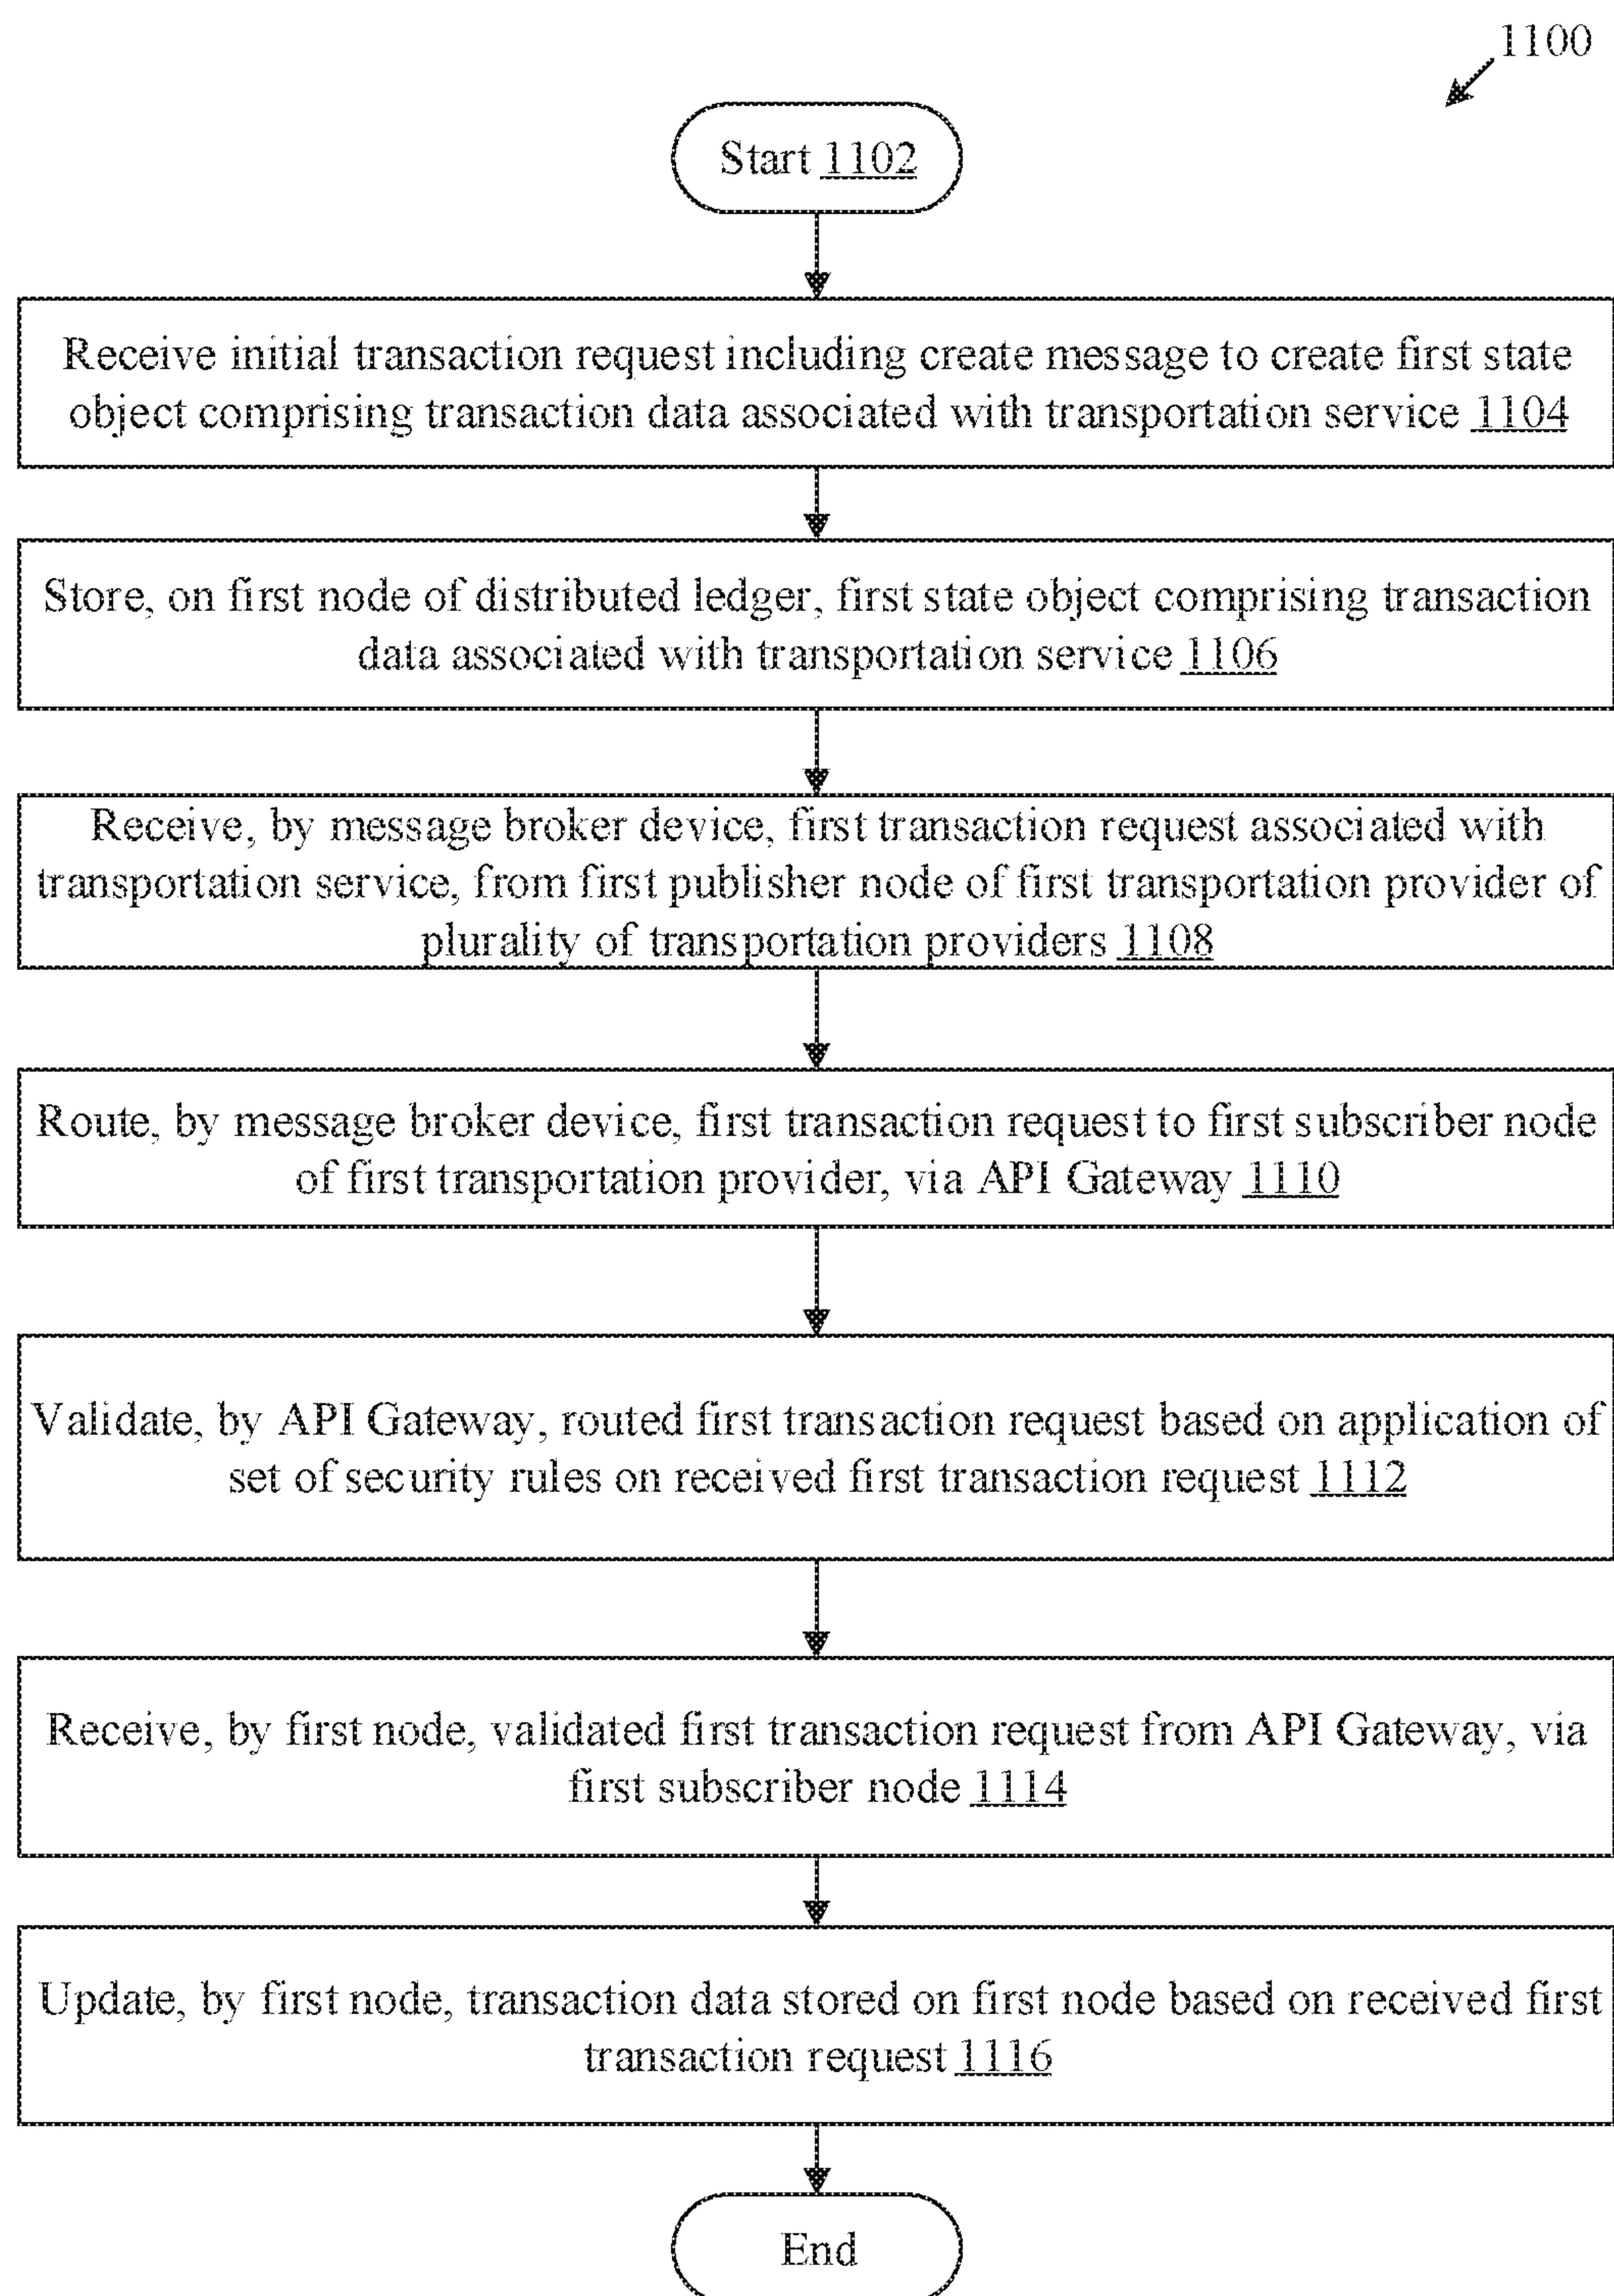 1100
Start 1102
Receive initial transaction request including create message to create first state
object comprising transaction data associated with transportation service 1104
Store, on first node of distributed ledger, first state object comprising transaction
data associated with transportation service 1106
Receive, by message broker device, first transaction request associated with
transportation service, from first publisher node of first transportation provider of
plurality of transportation providers 1108
Route, by message broker device, first transaction request to first subscriber node
of first transportation provider, via API Gateway 1110
Validate, by API Gateway, routed first transaction request based on application of
set of security rules on received first transaction request 1112
Receive, by first node, validated first transaction request from API Gateway, via
first subscriber node 1114
Update, by first node, transaction data stored on first node based on received first
transaction request 1116
End